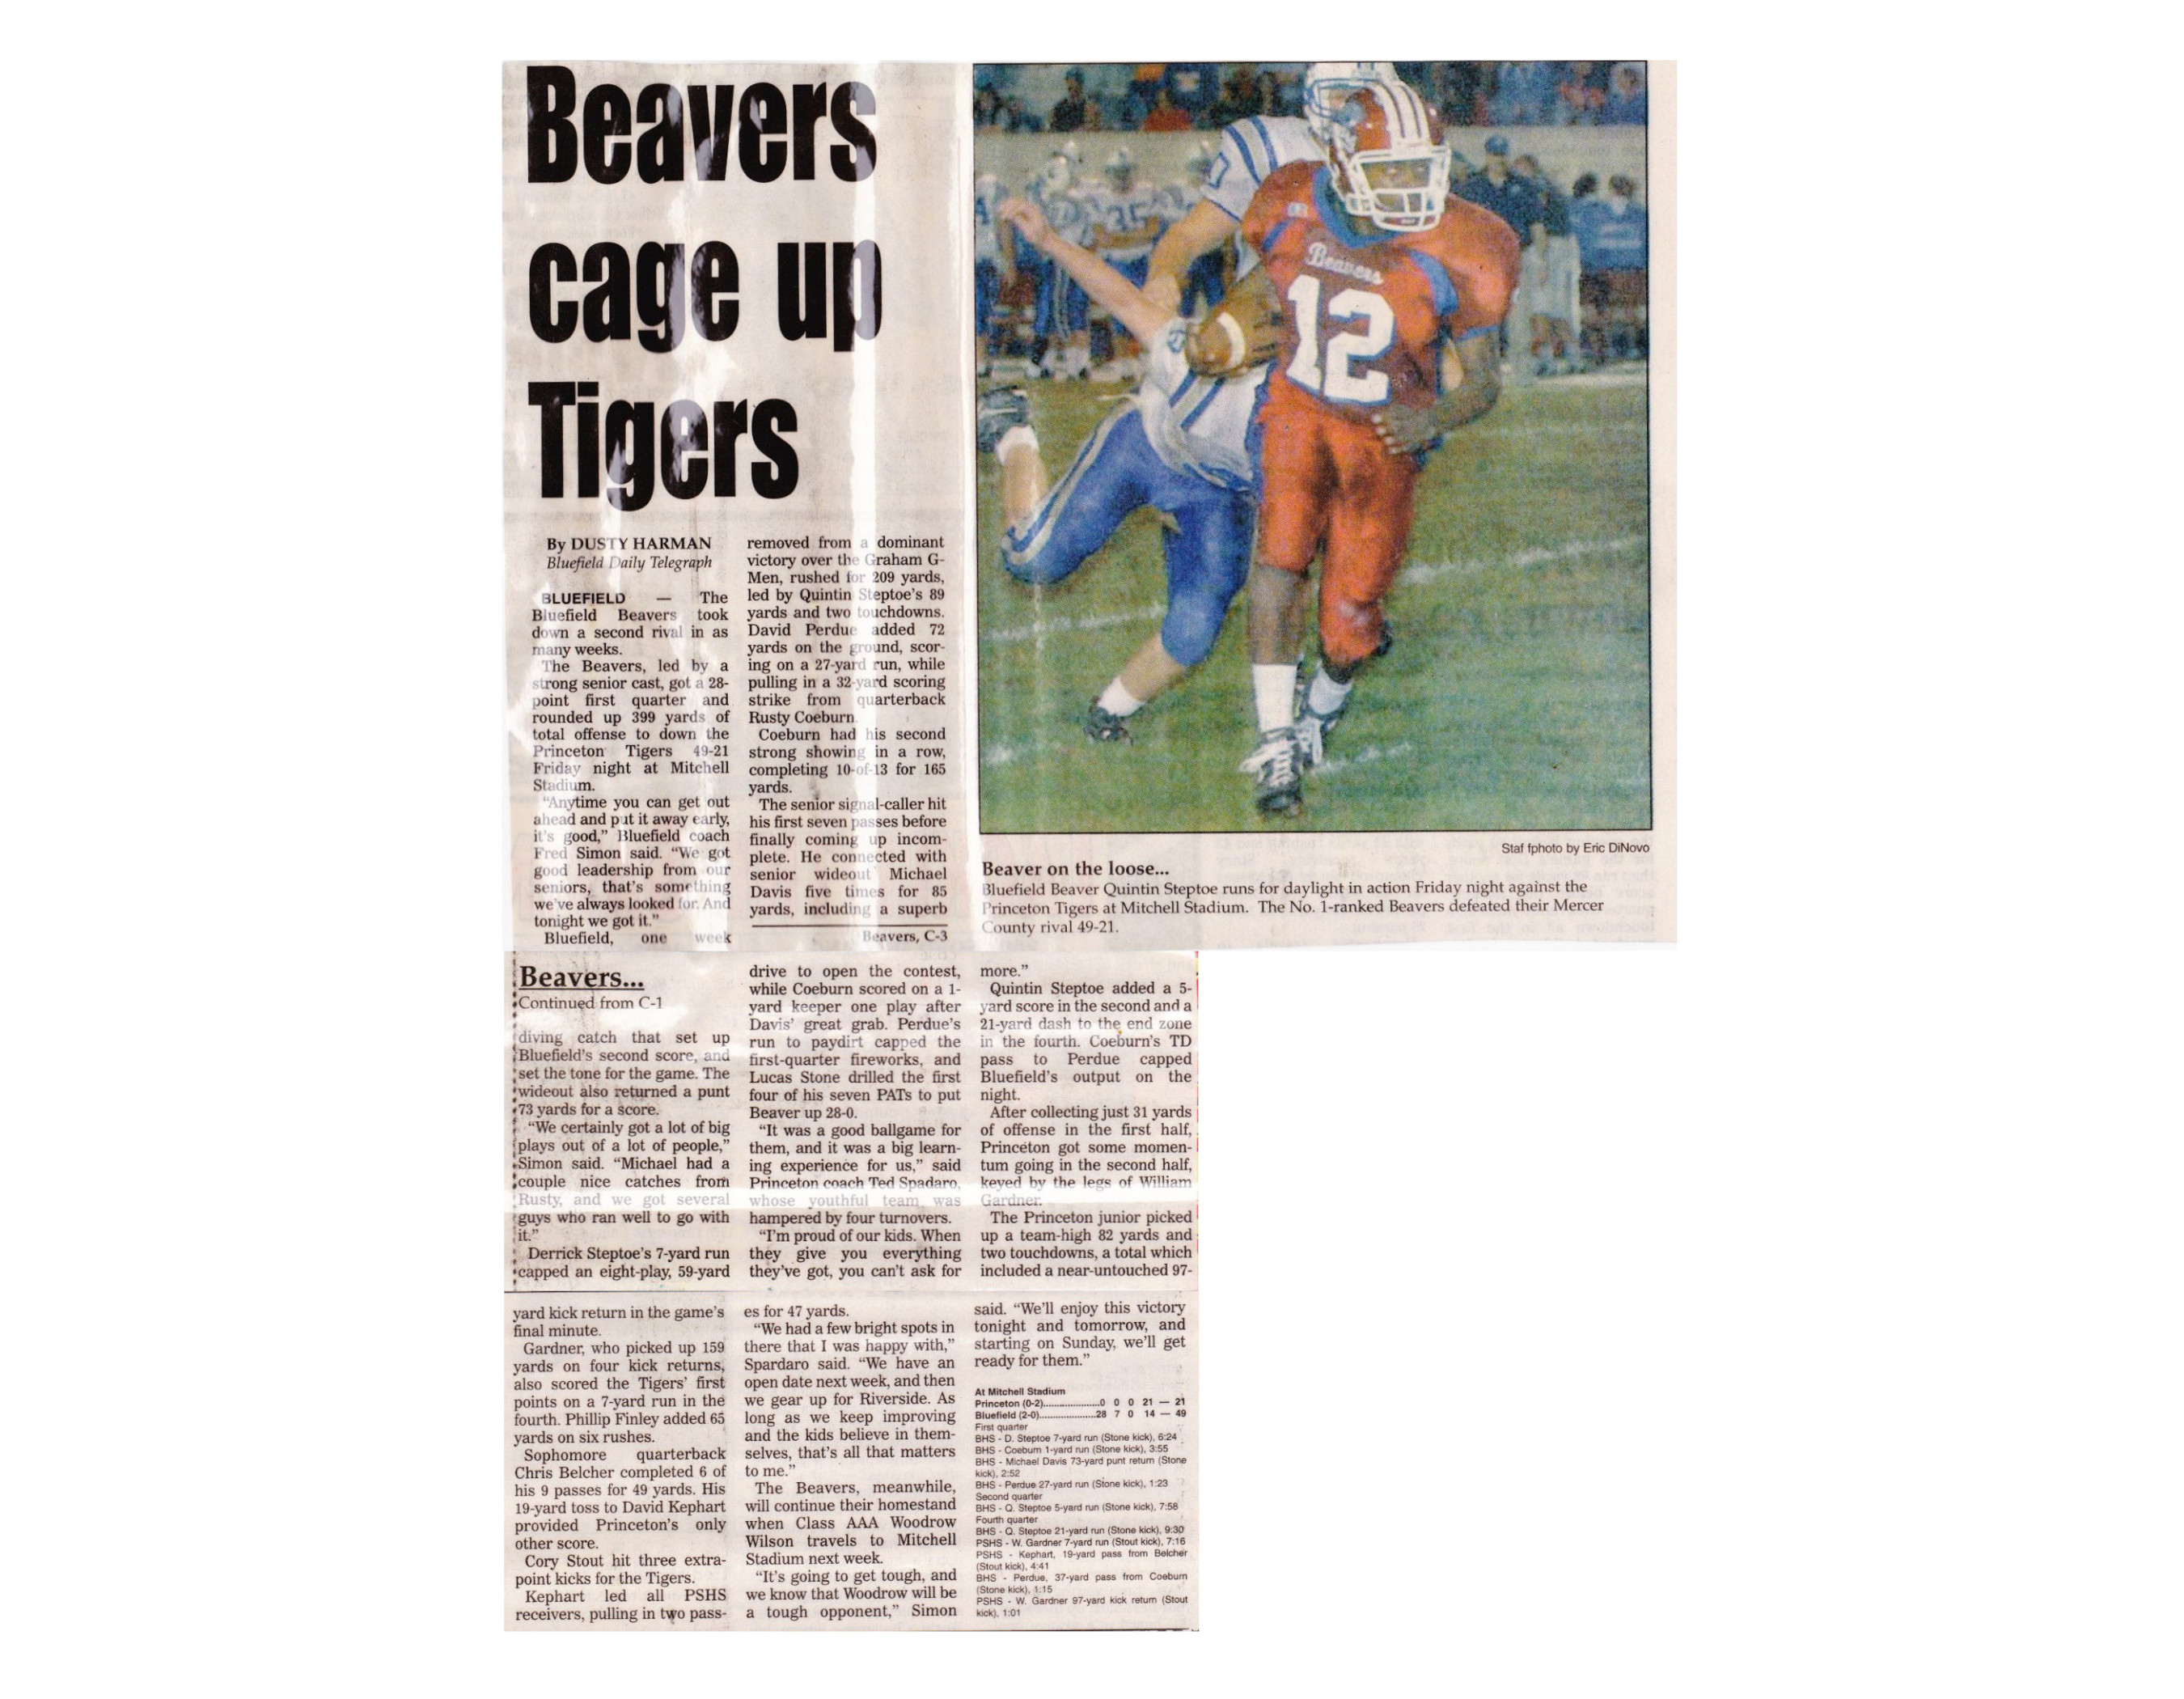 Beavers
cage up
Tigers
By DUSTY HARMAN
Bluefield Daily Telegraph
BLUEFIELD — The
Bluefield Beavers took
down a second rival in as
many weeks.
The Beavers, led by a
strong senior cast, got a 28-
point first quarter and
rounded up 399 yards of
total offense to down the
Princeton Tigers 49-21
Friday night at Mitchell
Stadium.
"Anytime you can get out
ahead and put it away early,
it's good," Bluefield coach
Fred Simon said. "We got
good leadership from our
seniors, that's something
we've always looked for. And
tonight we got it."
Bluefield, one week
removed from a dominant
victory over the Graham G-
Men, rushed for 209 yards,
led by Quintin Steptoe's 89
yards and two touchdowns.
David Perdue added 72
yards on the ground, scor-
ing on a 27-yard run, while
pulling in a 32-yard scoring
strike from quarterback
Rusty Coeburn.
Coeburn had his second
strong showing in a row,
completing 10-of-13 for 165
yards.
The senior signal-caller hit
his first seven passes before
finally coming up incom-
plete. He connected with
senior wideout Michael
Davis five times for 85
yards, including a superb
Beavers, C-3
Beavers
12
35
Staf fphoto by Eric DiNovo
Beaver on the loose...
Bluefield Beaver Quintin Steptoe runs for daylight in action Friday night against the
Princeton Tigers at Mitchell Stadium. The No. 1-ranked Beavers defeated their Mercer
County rival 49-21.
Beavers...
Continued from C-1
diving catch that set up
Bluefield's second score, and
set the tone for the game. The
wideout also returned a punt
73 yards for a score.
"We certainly got a lot of big
plays out of a lot of people,"
Simon said. "Michael had a
couple nice catches from
Rusty, and we got several
guys who ran well to go with
it."
Derrick Steptoe's 7-yard run
capped an eight-play, 59-yard
drive to open the contest,
while Coeburn scored on a 1-
yard keeper one play after
Davis' great grab. Perdue's
run to paydirt capped the
first-quarter fireworks, and
Lucas Stone drilled the first
four of his seven PATs to put
Beaver up 28-0.
"It was a good ballgame for
them, and it was a big learn-
ing experience for us," said
Princeton coach Ted Spadaro,
whose youthful team was
hampered by four turnovers.
"I'm proud of our kids. When
they give you everything
they've got, you can't ask for
more."
Quintin Steptoe added a 5-
yard score in the second and a
21-yard dash to the end zone
in the fourth. Coeburn's TD
pass to Perdue capped
Bluefield's output on the
night.
After collecting just 31 yards
of offense in the first half,
Princeton got some momen-
tum going in the second half,
keyed by the legs of William
Gardner.
The Princeton junior picked
up a team-high 82 yards and
two touchdowns, a total which
included a near-untouched 97-
yard kick return in the game's
final minute.
Gardner, who picked up 159
yards on four kick returns,
also scored the Tigers' first
points on a 7-yard run in the
fourth. Phillip Finley added 65
yards on six rushes.
Sophomore quarterback
Chris Belcher completed 6 of
his 9 passes for 49 yards. His
19-yard toss to David Kephart
provided Princeton's only
other score.
Cory Stout hit three extra-
point kicks for the Tigers.
Kephart led all PSHS
receivers, pulling in two pass-
es for 47 yards.
"We had a few bright spots in
there that I was happy with,"
Spardaro said. "We have an
open date next week, and then
we gear up for Riverside. As
long as we keep improving
and the kids believe in them-
selves, that's all that matters
to me."
The Beavers, meanwhile,
will continue their homestand
when Class AAA Woodrow
Wilson travels to Mitchell
Stadium next week.
"It's going to get tough, and
we know that Woodrow will be
a tough opponent," Simon
said. "We'll enjoy this victory
tonight and tomorrow, and
starting on Sunday, we'll get
ready for them."
At Mitchell Stadium
Princeton (0-2)....................0 0 0 21 — 21
Bluefield (2-0)....................28 7 0 14 — 49
First quarter
BHS - D. Steptoe 7-yard run (Stone kick), 6:24
BHS - Coeburn 1-yard run (Stone kick), 3:55
BHS - Michael Davis 73-yard punt return (Stone
kick), 2:52
BHS - Perdue 27-yard run (Stone kick), 1:23
Second quarter
BHS - Q. Steptoe 5-yard run (Stone kick), 7:58
Fourth quarter
BHS - Q. Steptoe 21-yard run (Stone kick), 9:30
PSHS - W. Gardner 7-yard run (Stout kick), 7:16
PSHS - Kephart, 19-yard pass from Belcher
(Stout kick), 4:41
BHS - Perdue, 37-yard pass from Coeburn
(Stone kick), 1:15
PSHS - W. Gardner 97-yard kick return (Stout
kick), 1:01